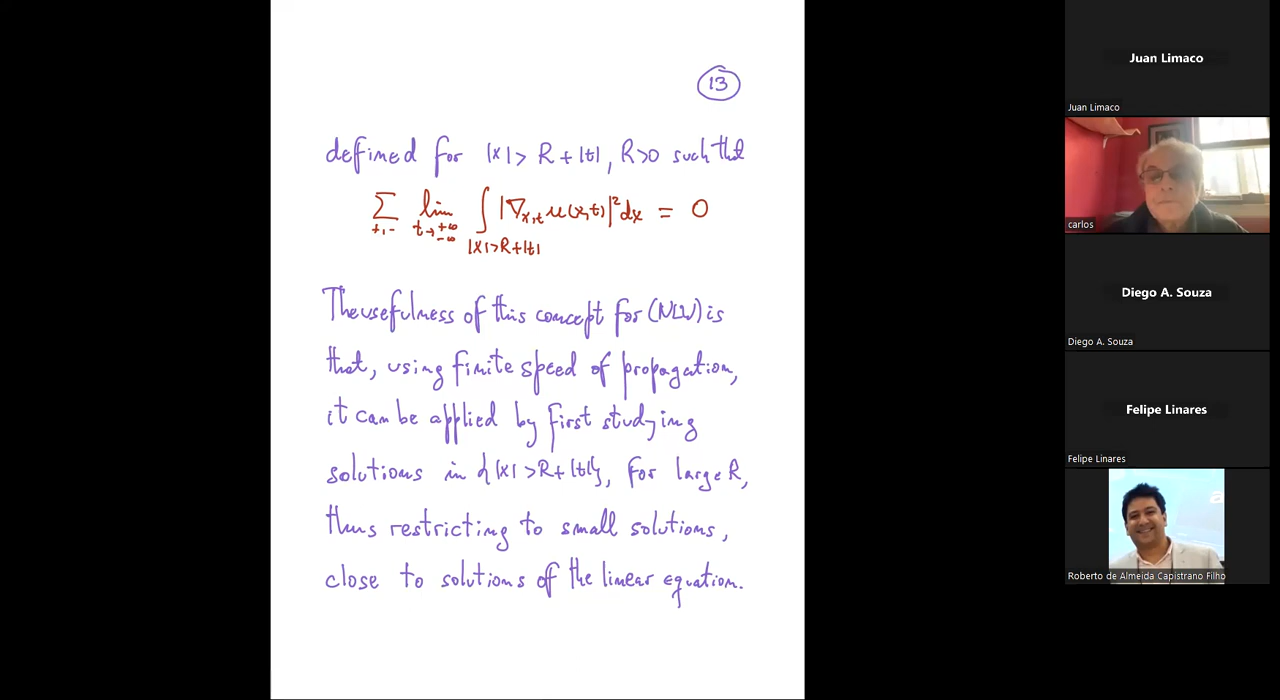 13
defined for |x| > R + |t|, R>0 such that
∑ lim ∫ |∇x,t u(x,t)|² dx = 0
+,- t→+∞
-∞
|x|>R+|t|
The usefulness of this concept for (NLW) is
that, using finite speed of propagation,
it can be applied by first studying
solutions in {|x| > R+|t|}, for large R,
thus restricting to small solutions,
close to solutions of the linear equation.
Juan Limaco
Juan Limaco
carlos
Diego A. Souza
Diego A. Souza
Felipe Linares
Felipe Linares
Roberto de Almeida Capistrano Filho